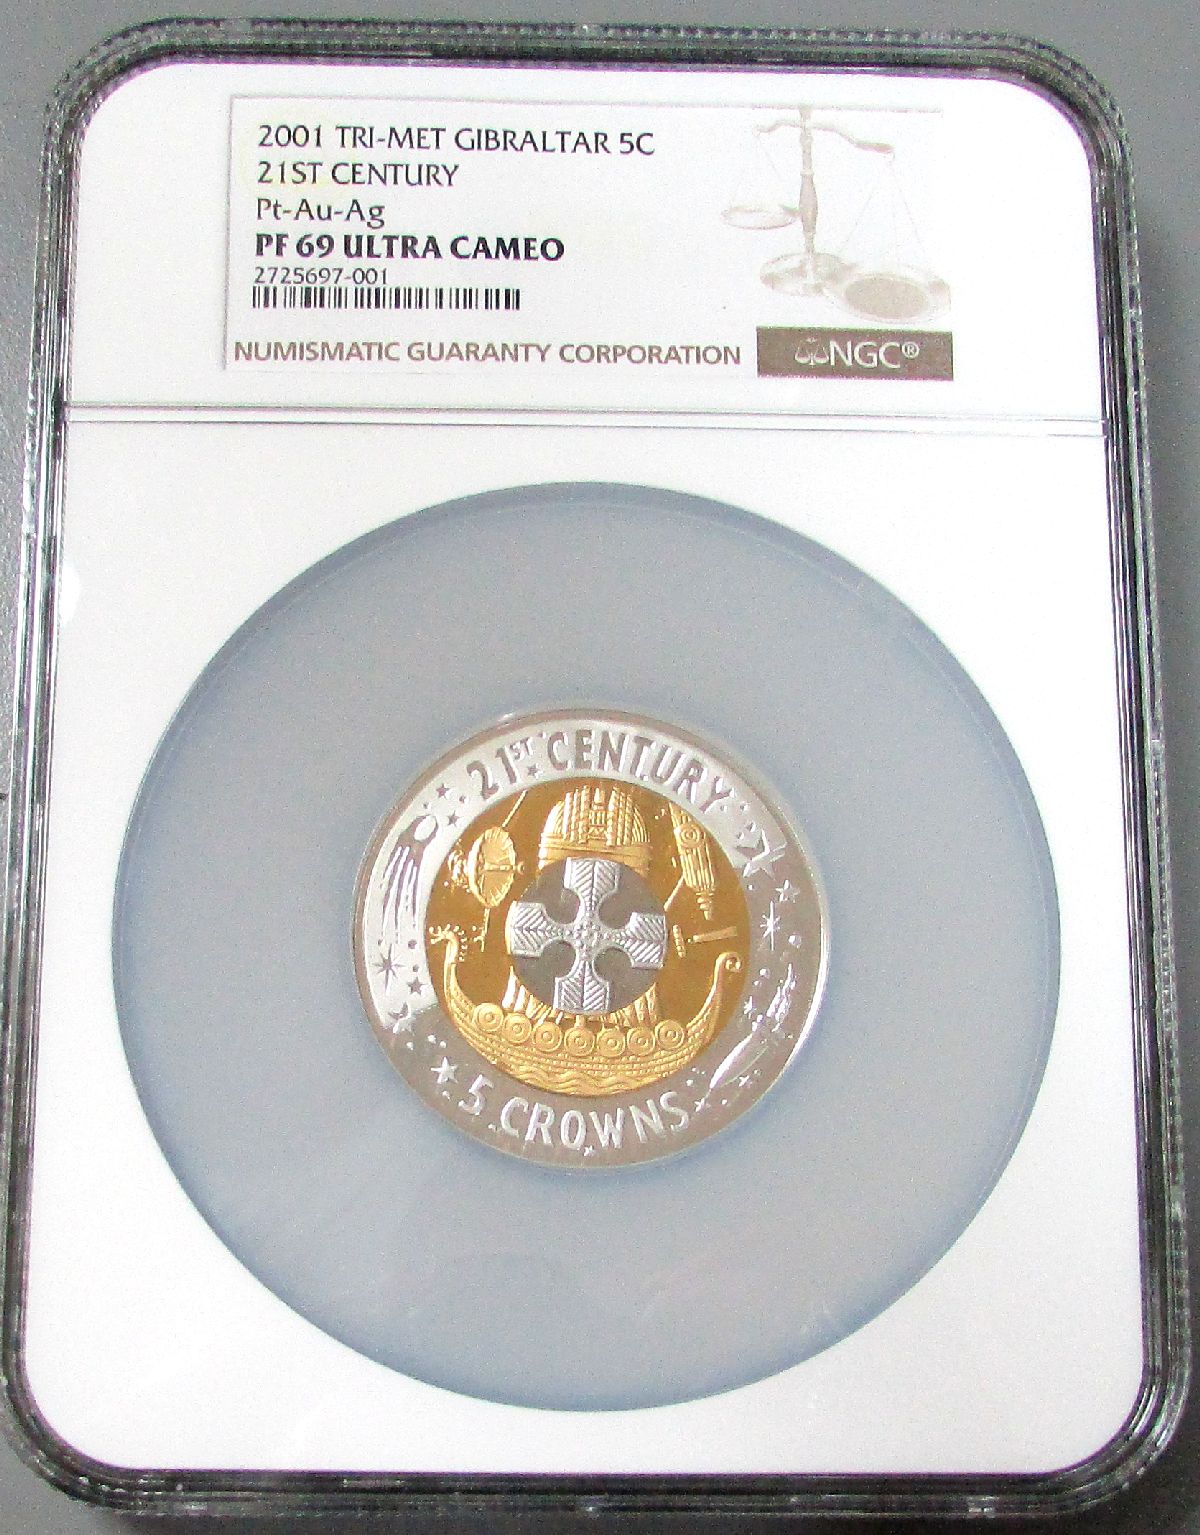 2001 TRI-MET GIBRALTAR 5C
21ST CENTURY
Pt-Au-Ag
PF 69 ULTRA CAMEO
2725697-001
NUMISMATIC GUARANTY CORPORATION
NGC®
21ST CENTURY
5 CROWNS